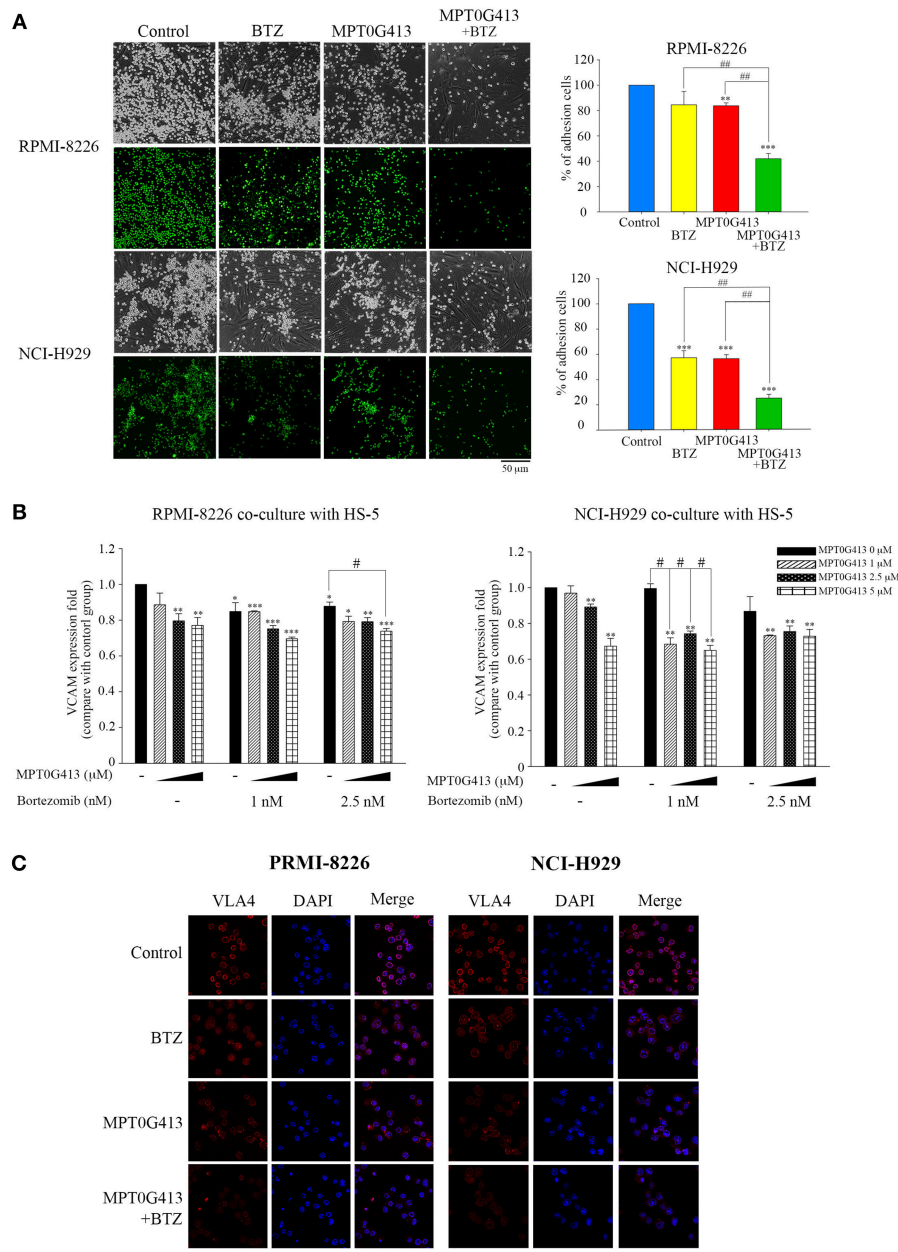 A
Control
BTZ
MPT0G413
MPT0G413
+BTZ
RPMI-8226
NCI-H929
50 µm
RPMI-8226
% of adhesion cells
100
80
60
40
20
0
##
##
**
***
Control
BTZ
MPT0G413
MPT0G413
+BTZ
NCI-H929
% of adhesion cells
100
80
60
40
20
0
##
##
***
***
***
Control
BTZ
MPT0G413
MPT0G413
+BTZ
B
RPMI-8226 co-culture with HS-5
VCAM expression fold
(compare with contorl group)
1.2
1.0
0.8
0.6
0.4
0.2
0
** ** * *** *** *** # * * ** ***
MPT0G413 (µM) - - -
Bortezomib (nM) - 1 nM 2.5 nM
NCI-H929 co-culture with HS-5
VCAM expression fold
(compare with contorl group)
1.2
1.0
0.8
0.6
0.4
0.2
0
# # #
** ** ** ** ** ** ** **
MPT0G413 (µM) - - -
Bortezomib (nM) - 1 nM 2.5 nM
MPT0G413 0 µM
MPT0G413 1 µM
MPT0G413 2.5 µM
MPT0G413 5 µM
C
PRMI-8226 NCI-H929
VLA4 DAPI Merge VLA4 DAPI Merge
Control
BTZ
MPT0G413
MPT0G413
+BTZ